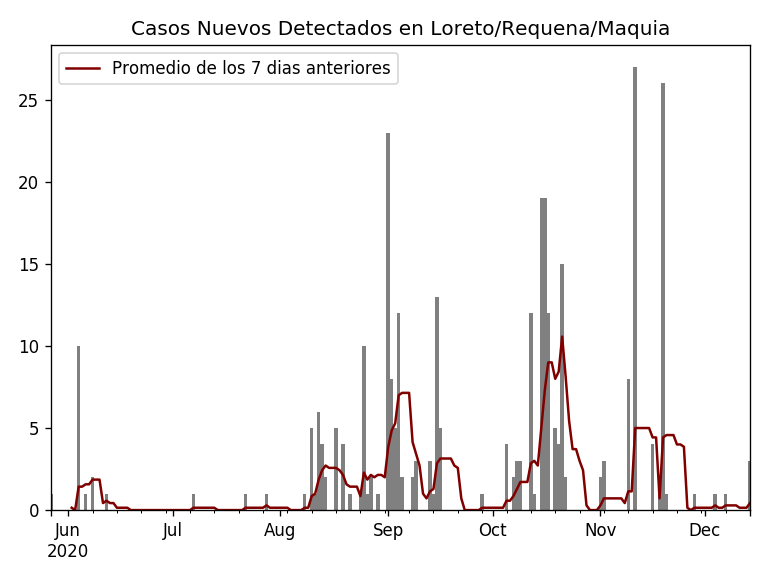 Casos Nuevos Detectados en Loreto/Requena/Maquia
Promedio de los 7 dias anteriores
25
20
15
10
5
0
Jun Jul Aug Sep Oct Nov Dec
2020